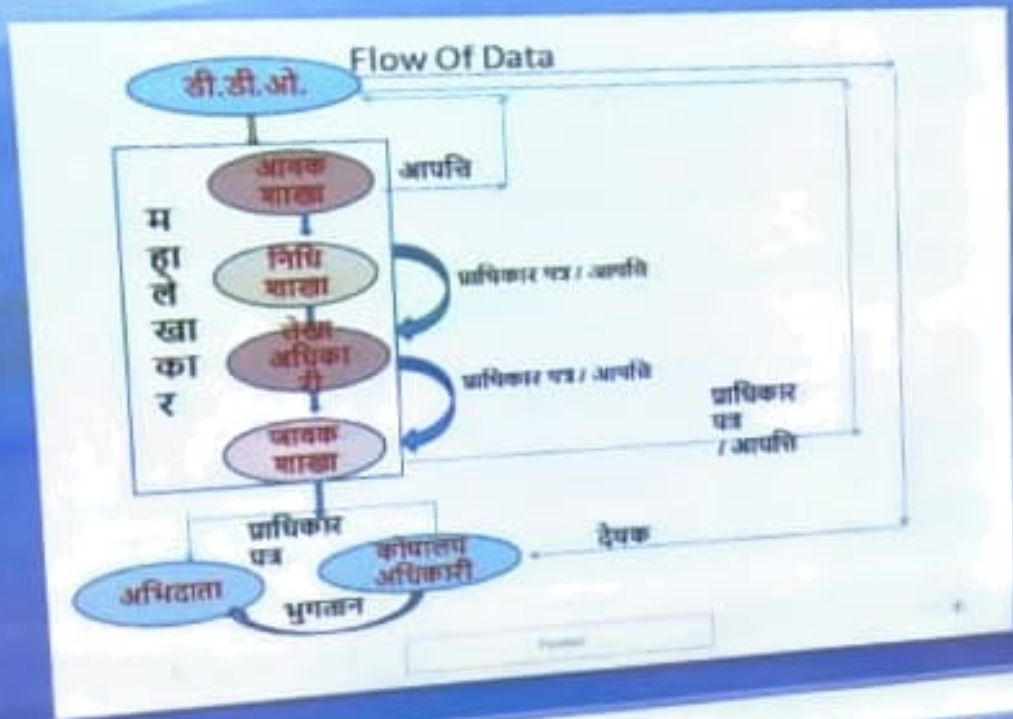 Flow Of Data
डी.डी.ओ.
आवक
शाखा
आपत्ति
म
हा
ले
खा
का
र
निधि
शाखा
प्राधिकार पत्र / आपत्ति
लेखा
अधिका
री
प्राधिकार पत्र / आपत्ति
प्राधिकार
पत्र
/ आपत्ति
जावक
शाखा
प्राधिकार
पत्र
देयक
कोषालय
अधिकारी
अभिदाता
भुगतान